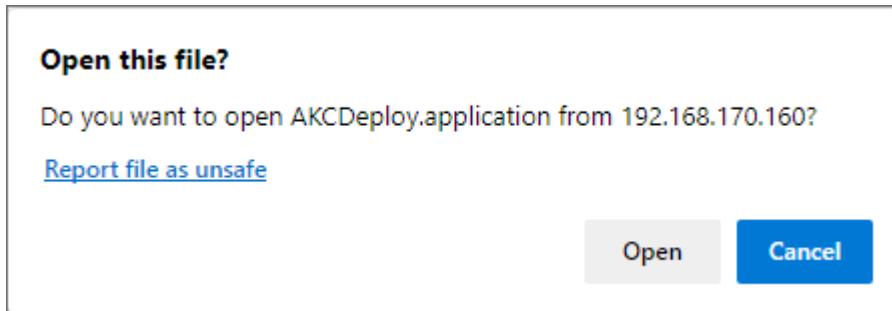 Open this file?
Do you want to open AKCDeploy.application from 192.168.170.160?
Report file as unsafe
Open
Cancel